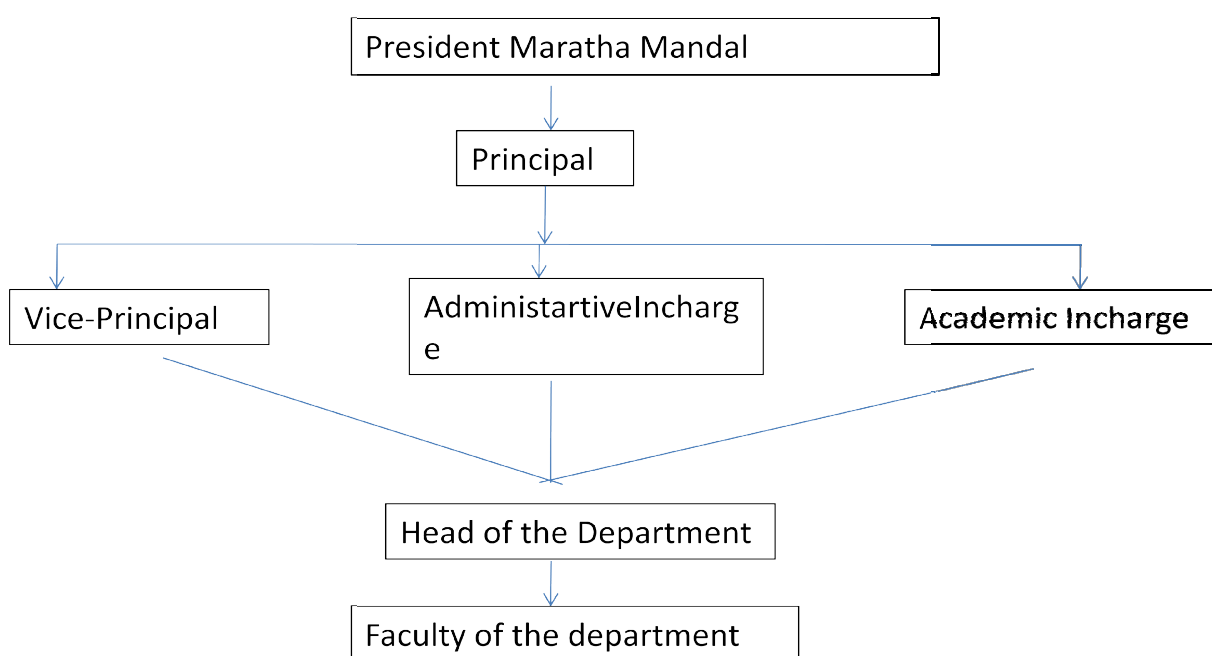 President Maratha Mandal
Principal
Vice-Principal
AdministartiveIncharg
e
Academic Incharge
Head of the Department
Faculty of the department